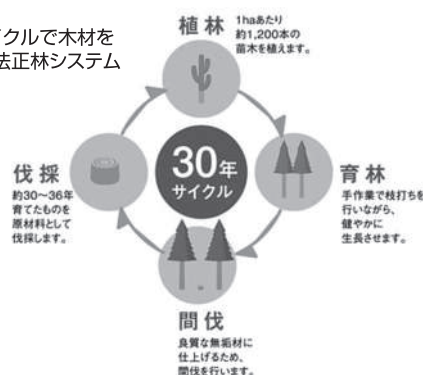 イクルで木材を
法正林システム
植林
1haあたり
約1,200本の
苗木を植えます。
30年
サイクル
育林
手作業で枝打ちを
行いながら、
健やかに
生長させます。
間伐
良質な無垢材に
仕上げるため、
間伐を行います。
伐採
約30〜36年
育てたものを
原材料として
伐採します。